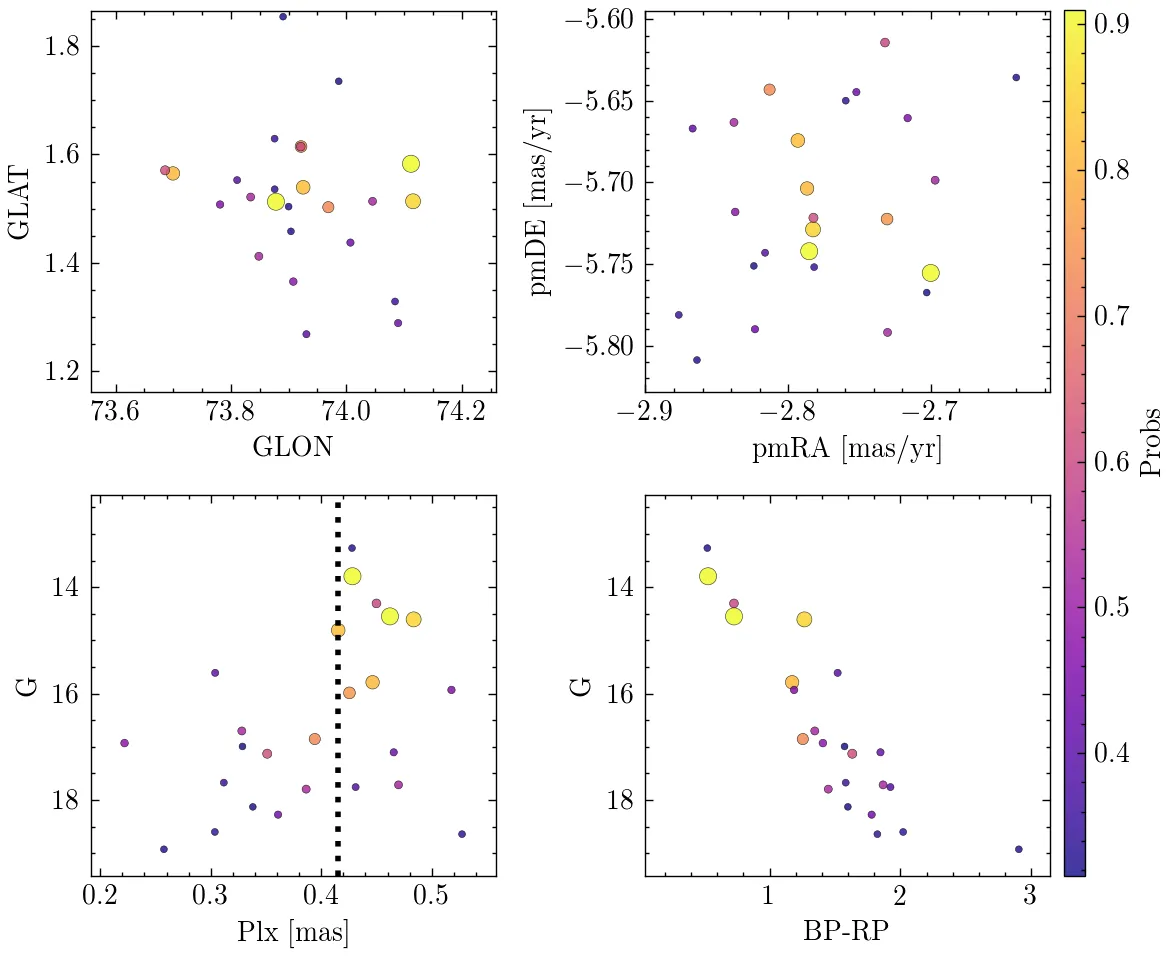 1.8
1.6
1.4
1.2
GLAT
73.6 73.8 74.0 74.2
GLON
−5.60
−5.65
−5.70
−5.75
−5.80
pmDE [mas/yr]
−2.9 −2.8 −2.7
pmRA [mas/yr]
14
16
18
G
0.2 0.3 0.4 0.5
Plx [mas]
14
16
18
G
1 2 3
BP-RP
0.9
0.8
0.7
0.6
0.5
0.4
Probs